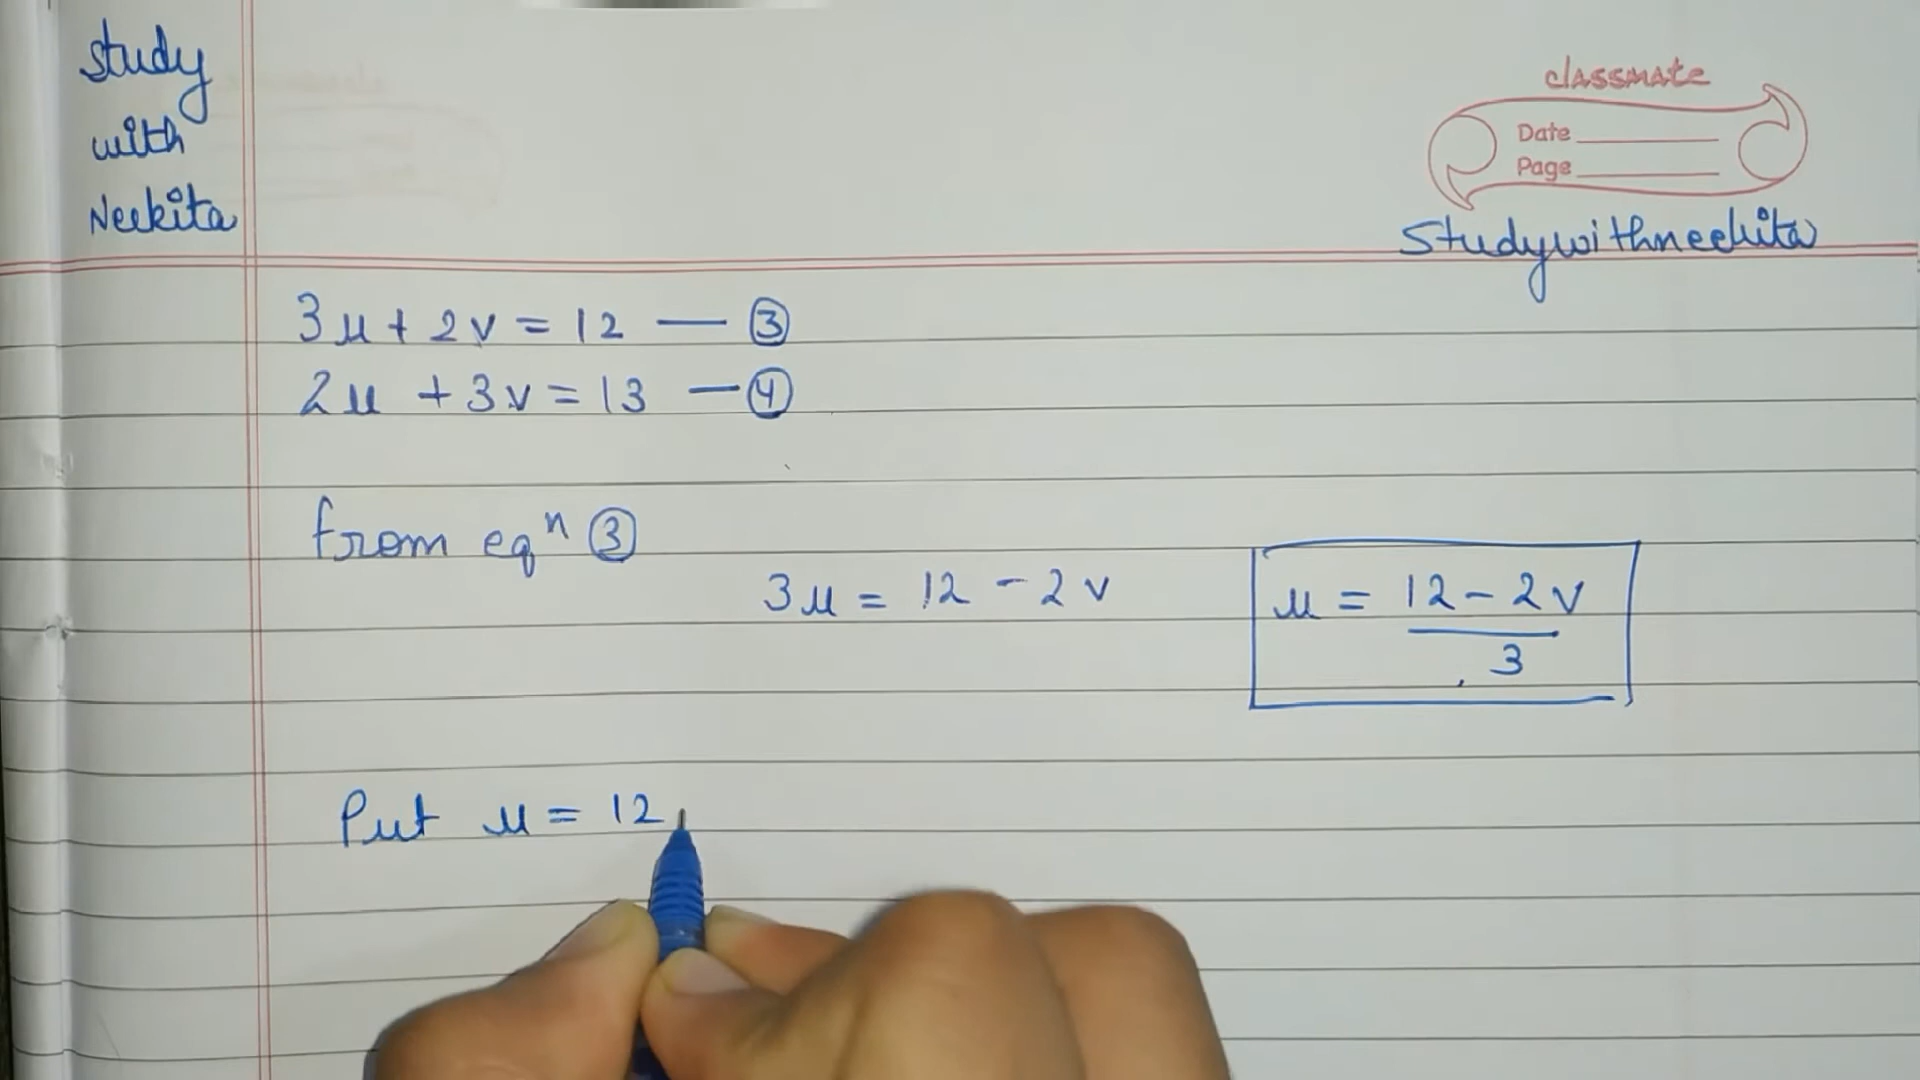 Study
with
Neekita
classmate
Date
Page
Studywithneekita
3u + 2v = 12 — ③
2u + 3v = 13 — ④
from eqⁿ ③
3u = 12 - 2v
u = 12 - 2v
3
Put u = 12